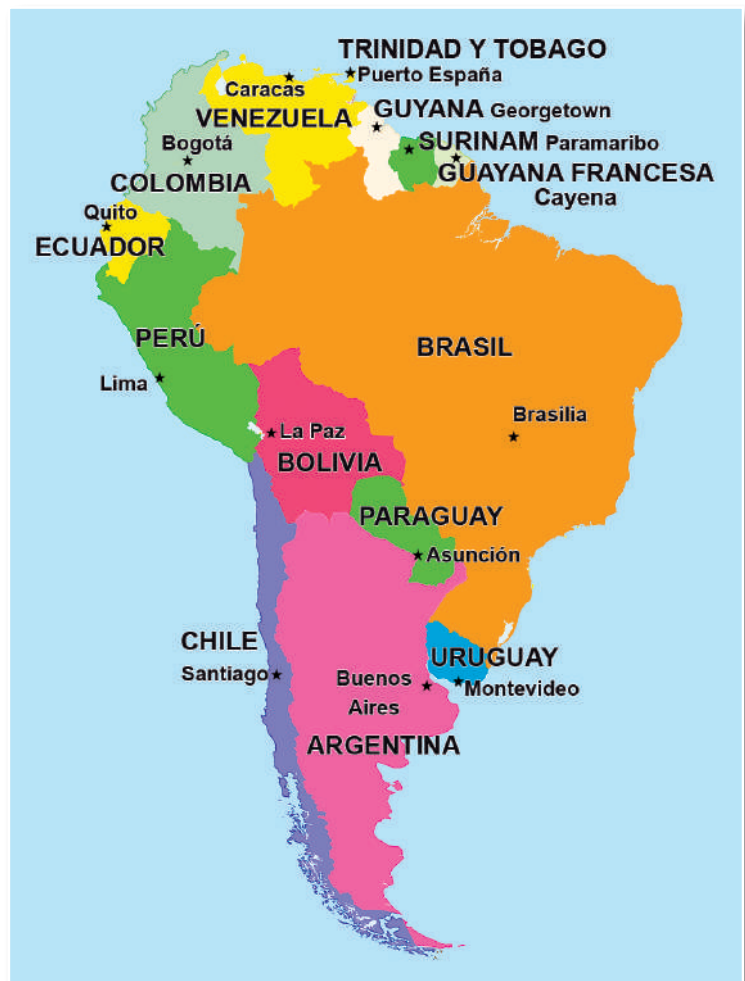 TRINIDAD Y TOBAGO
Puerto España
Caracas
VENEZUELA
GUYANA Georgetown
SURINAM Paramaribo
GUAYANA FRANCESA
Cayena
Bogotá
COLOMBIA
Quito
ECUADOR
PERÚ
Lima
BRASIL
Brasilia
La Paz
BOLIVIA
PARAGUAY
Asunción
CHILE
Santiago
URUGUAY
Montevideo
Buenos
Aires
ARGENTINA